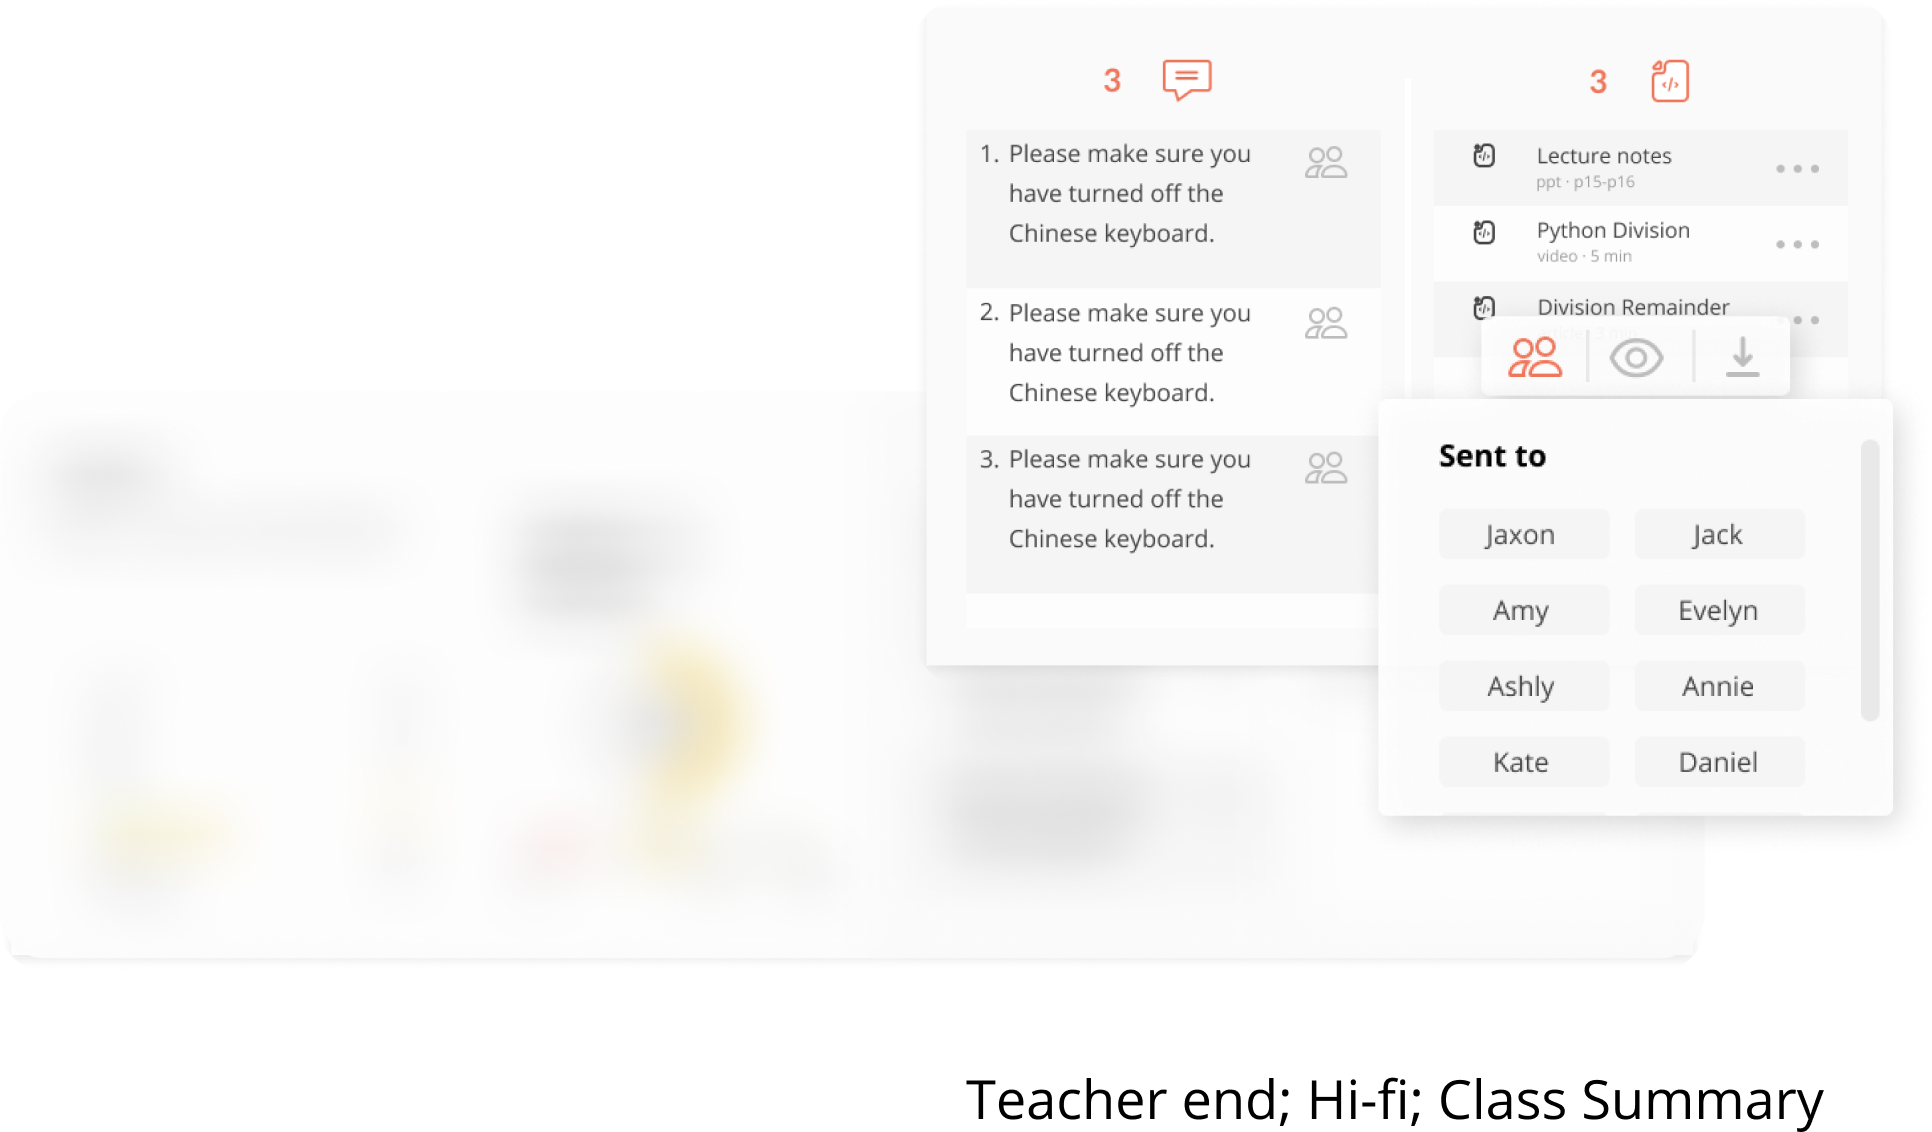 3
1. Please make sure you
have turned off the
Chinese keyboard.
2. Please make sure you
have turned off the
Chinese keyboard.
3. Please make sure you
have turned off the
Chinese keyboard.
3
Lecture notes
ppt · p15-p16
Python Division
video · 5 min
Division Remainder
article · 3 min
Sent to
Jaxon Jack
Amy Evelyn
Ashly Annie
Kate Daniel
Teacher end; Hi-fi; Class Summary